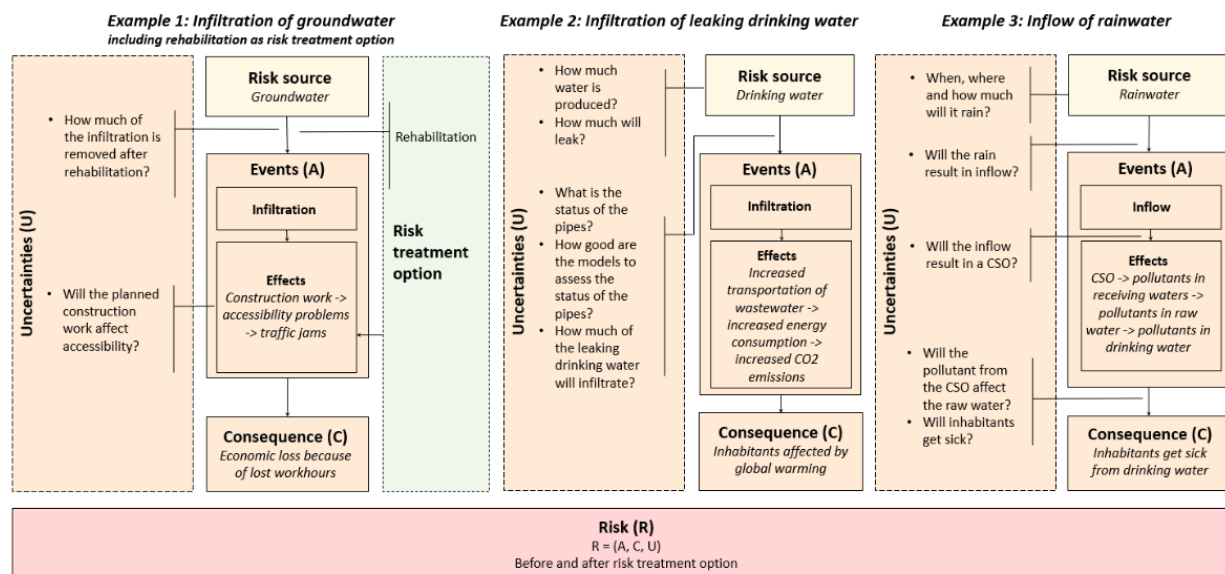 Example 1: Infiltration of groundwater
including rehabilitation as risk treatment option
Uncertainties (U)
• How much of
the infiltration is
removed after
rehabilitation?
• Will the planned
construction
work affect
accessibility?
Risk source
Groundwater
Events (A)
Infiltration
Effects
Construction work ->
accessibility problems
-> traffic jams
Consequence (C)
Economic loss because
of lost workhours
Rehabilitation
Risk
treatment
option
Example 2: Infiltration of leaking drinking water
Uncertainties (U)
• How much
water is
produced?
• How much will
leak?
• What is the
status of the
pipes?
• How good are
the models to
assess the
status of the
pipes?
• How much of
the leaking
drinking water
will infiltrate?
Risk source
Drinking water
Events (A)
Infiltration
Effects
Increased
transportation of
wastewater ->
increased energy
consumption ->
increased CO2
emissions
Consequence (C)
Inhabitants affected by
global warming
Example 3: Inflow of rainwater
Uncertainties (U)
• When, where
and how much
will it rain?
• Will the rain
result in inflow?
• Will the inflow
result in a CSO?
• Will the
pollutant from
the CSO affect
the raw water?
• Will inhabitants
get sick?
Risk source
Rainwater
Events (A)
Inflow
Effects
CSO -> pollutants in
receiving waters ->
pollutants in raw
water -> pollutants in
drinking water
Consequence (C)
Inhabitants get sick
from drinking water
Risk (R)
R = (A, C, U)
Before and after risk treatment option